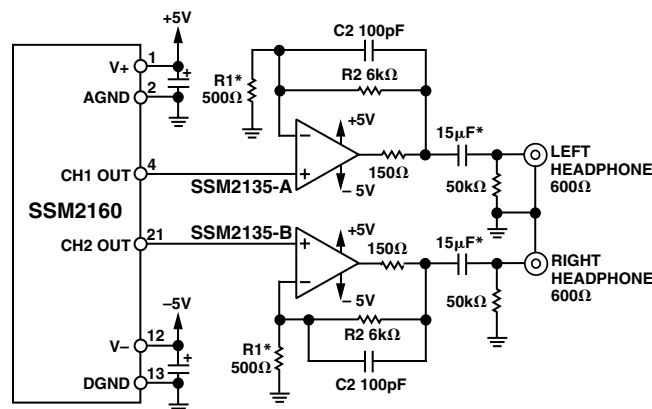 +5V
C2 100pF
V+
1
+
R1*
500Ω
R2 6kΩ
AGND
2
+5V
15μF*
LEFT
HEADPHONE
600Ω
−
+
150Ω
CH1 OUT
4
– 5V
50kΩ
SSM2135-A
SSM2160
SSM2135-B
CH2 OUT
21
+
−
+5V
150Ω
15μF*
RIGHT
HEADPHONE
600Ω
–5V
– 5V
50kΩ
V–
12
+
R2 6kΩ
R1*
500Ω
DGND
13
C2 100pF